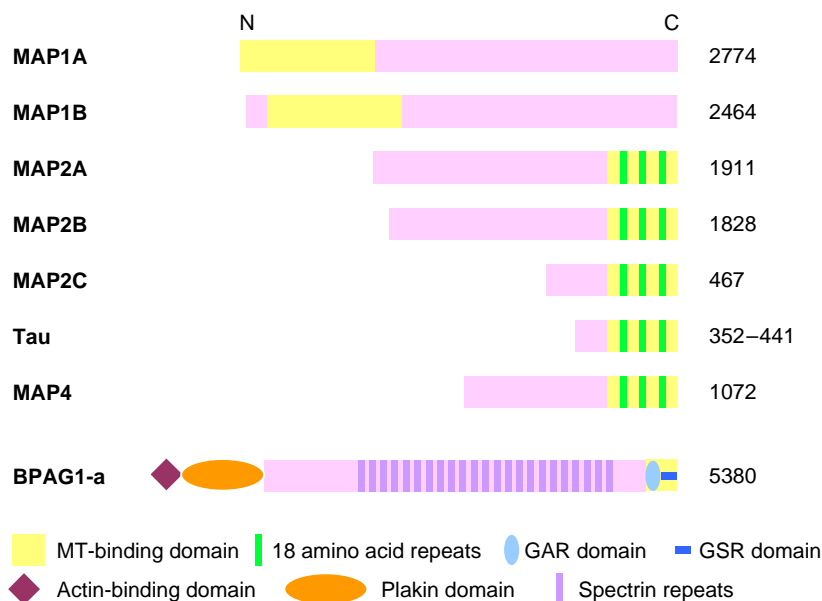 N C
MAP1A 2774
MAP1B 2464
MAP2A 1911
MAP2B 1828
MAP2C 467
Tau 352–441
MAP4 1072
BPAG1-a 5380
MT-binding domain 18 amino acid repeats GAR domain GSR domain
Actin-binding domain Plakin domain Spectrin repeats